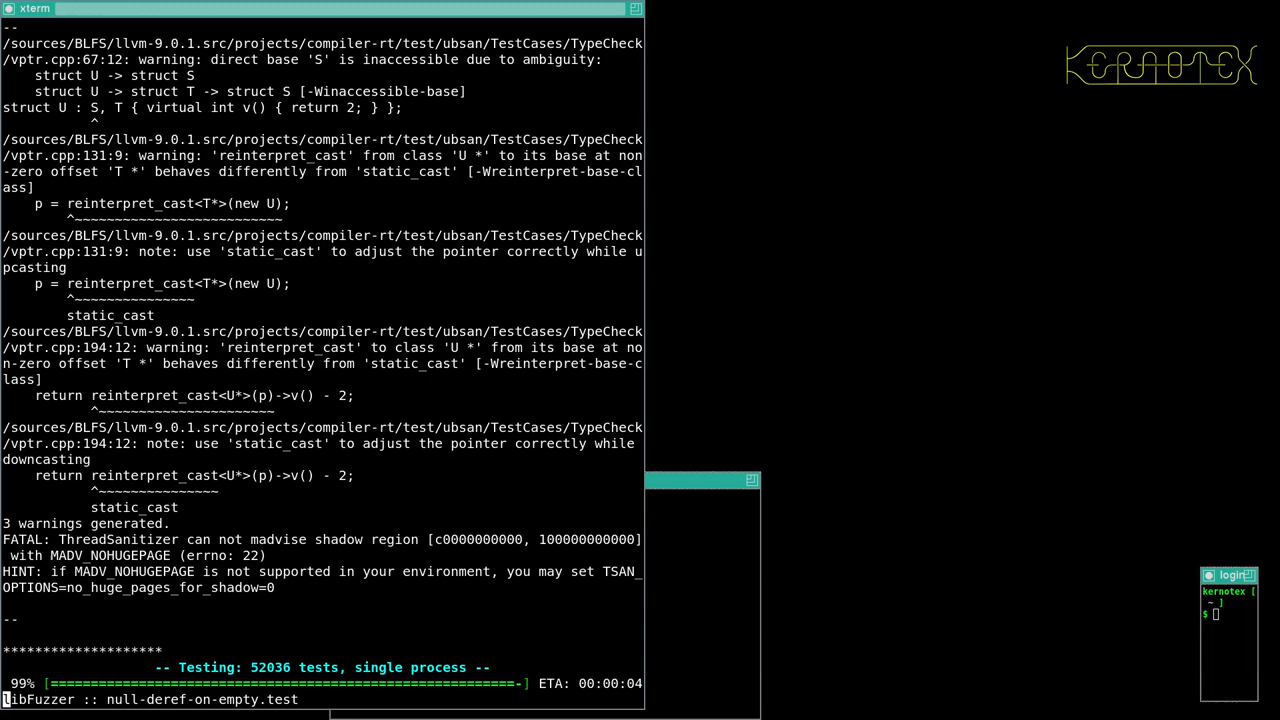 xterm
--
/sources/BLFS/llvm-9.0.1.src/projects/compiler-rt/test/ubsan/TestCases/TypeCheck
/vptr.cpp:67:12: warning: direct base 'S' is inaccessible due to ambiguity:
    struct U -> struct S
    struct U -> struct T -> struct S [-Winaccessible-base]
struct U : S, T { virtual int v() { return 2; } };
           ^
/sources/BLFS/llvm-9.0.1.src/projects/compiler-rt/test/ubsan/TestCases/TypeCheck
/vptr.cpp:131:9: warning: 'reinterpret_cast' from class 'U *' to its base at non
-zero offset 'T *' behaves differently from 'static_cast' [-Wreinterpret-base-cl
ass]
    p = reinterpret_cast<T*>(new U);
        ^~~~~~~~~~~~~~~~~~~~~~~~~~~
/sources/BLFS/llvm-9.0.1.src/projects/compiler-rt/test/ubsan/TestCases/TypeCheck
/vptr.cpp:131:9: note: use 'static_cast' to adjust the pointer correctly while u
pcasting
    p = reinterpret_cast<T*>(new U);
        ^~~~~~~~~~~~~~~~
        static_cast
/sources/BLFS/llvm-9.0.1.src/projects/compiler-rt/test/ubsan/TestCases/TypeCheck
/vptr.cpp:194:12: warning: 'reinterpret_cast' to class 'U *' from its base at no
n-zero offset 'T *' behaves differently from 'static_cast' [-Wreinterpret-base-c
lass]
    return reinterpret_cast<U*>(p)->v() - 2;
           ^~~~~~~~~~~~~~~~~~~~~~~
/sources/BLFS/llvm-9.0.1.src/projects/compiler-rt/test/ubsan/TestCases/TypeCheck
/vptr.cpp:194:12: note: use 'static_cast' to adjust the pointer correctly while
downcasting
    return reinterpret_cast<U*>(p)->v() - 2;
           ^~~~~~~~~~~~~~~~
           static_cast
3 warnings generated.
FATAL: ThreadSanitizer can not madvise shadow region [c0000000000, 100000000000]
 with MADV_NOHUGEPAGE (errno: 22)
HINT: if MADV_NOHUGEPAGE is not supported in your environment, you may set TSAN_
OPTIONS=no_huge_pages_for_shadow=0
--
********************
-- Testing: 52036 tests, single process --
99% [==========================================================-] ETA: 00:00:04
libFuzzer :: null-deref-on-empty.test
KERNOTEX
login
kernotex [
 ~ ]
$